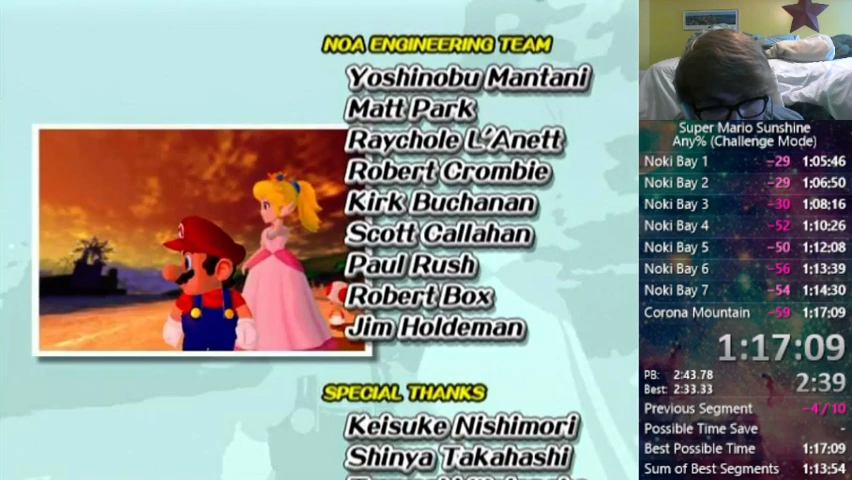 NOA ENGINEERING TEAM
Yoshinobu Mantani
Matt Park
Raychole L'Anett
Robert Crombie
Kirk Buchanan
Scott Callahan
Paul Rush
Robert Box
Jim Holdeman
SPECIAL THANKS
Keisuke Nishimori
Shinya Takahashi
Super Mario Sunshine
Any% (Challenge Mode)
Noki Bay 1 -29 1:05:46
Noki Bay 2 -29 1:06:50
Noki Bay 3 -30 1:08:16
Noki Bay 4 -52 1:10:26
Noki Bay 5 -50 1:12:08
Noki Bay 6 -56 1:13:39
Noki Bay 7 -54 1:14:30
Corona Mountain -59 1:17:09
1:17:09
PB: 2:43.78
Best: 2:33.33
2:39
Previous Segment -4 / 10
Possible Time Save -
Best Possible Time 1:17:09
Sum of Best Segments 1:13:54